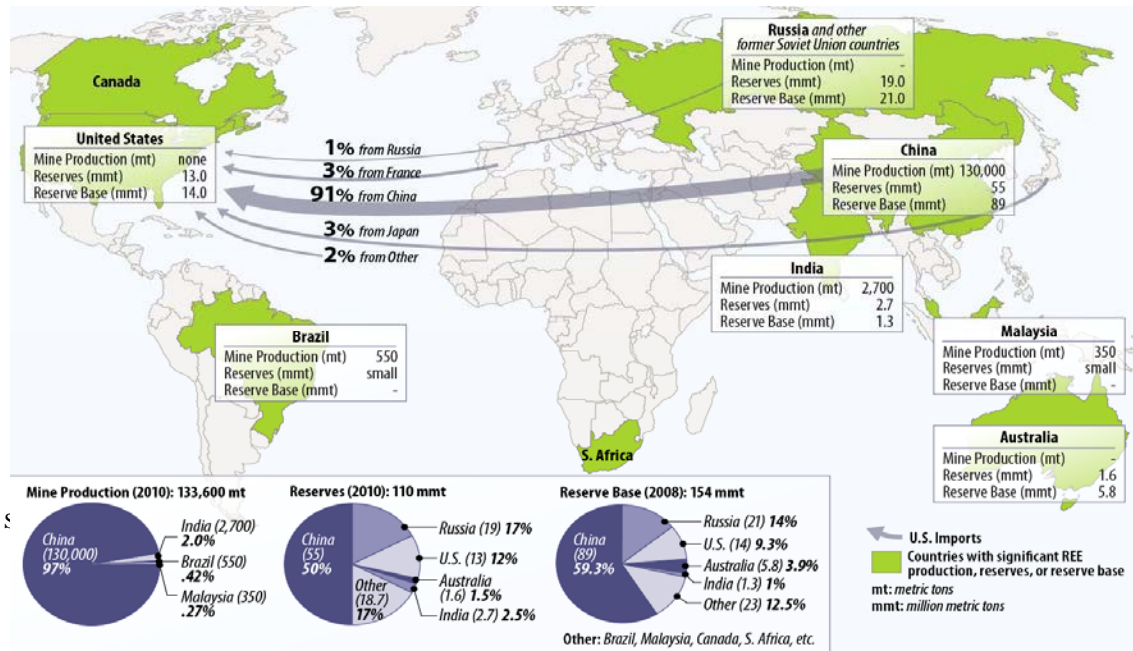 Canada
Russia and other
former Soviet Union countries
Mine Production (mt) -
Reserves (mmt) 19.0
Reserve Base (mmt) 21.0
United States
Mine Production (mt) none
Reserves (mmt) 13.0
Reserve Base (mmt) 14.0
1% from Russia
3% from France
91% from China
3% from Japan
2% from Other
China
Mine Production (mt) 130,000
Reserves (mmt) 55
Reserve Base (mmt) 89
India
Mine Production (mt) 2,700
Reserves (mmt) 2.7
Reserve Base (mmt) 1.3
Brazil
Mine Production (mt) 550
Reserves (mmt) small
Reserve Base (mmt) -
Malaysia
Mine Production (mt) 350
Reserves (mmt) small
Reserve Base (mmt) -
S. Africa
Australia
Mine Production (mt) -
Reserves (mmt) 1.6
Reserve Base (mmt) 5.8
Mine Production (2010): 133,600 mt
China
(130,000)
97%
India (2,700)
2.0%
Brazil (550)
.42%
Malaysia (350)
.27%
Reserves (2010): 110 mmt
China
(55)
50%
Russia (19) 17%
U.S. (13) 12%
Australia
(1.6) 1.5%
India (2.7) 2.5%
Other
(18.7)
17%
Reserve Base (2008): 154 mmt
China
(89)
59.3%
Russia (21) 14%
U.S. (14) 9.3%
Australia (5.8) 3.9%
India (1.3) 1%
Other (23) 12.5%
Other: Brazil, Malaysia, Canada, S. Africa, etc.
U.S. Imports
Countries with significant REE
production, reserves, or reserve base
mt: metric tons
mmt: million metric tons